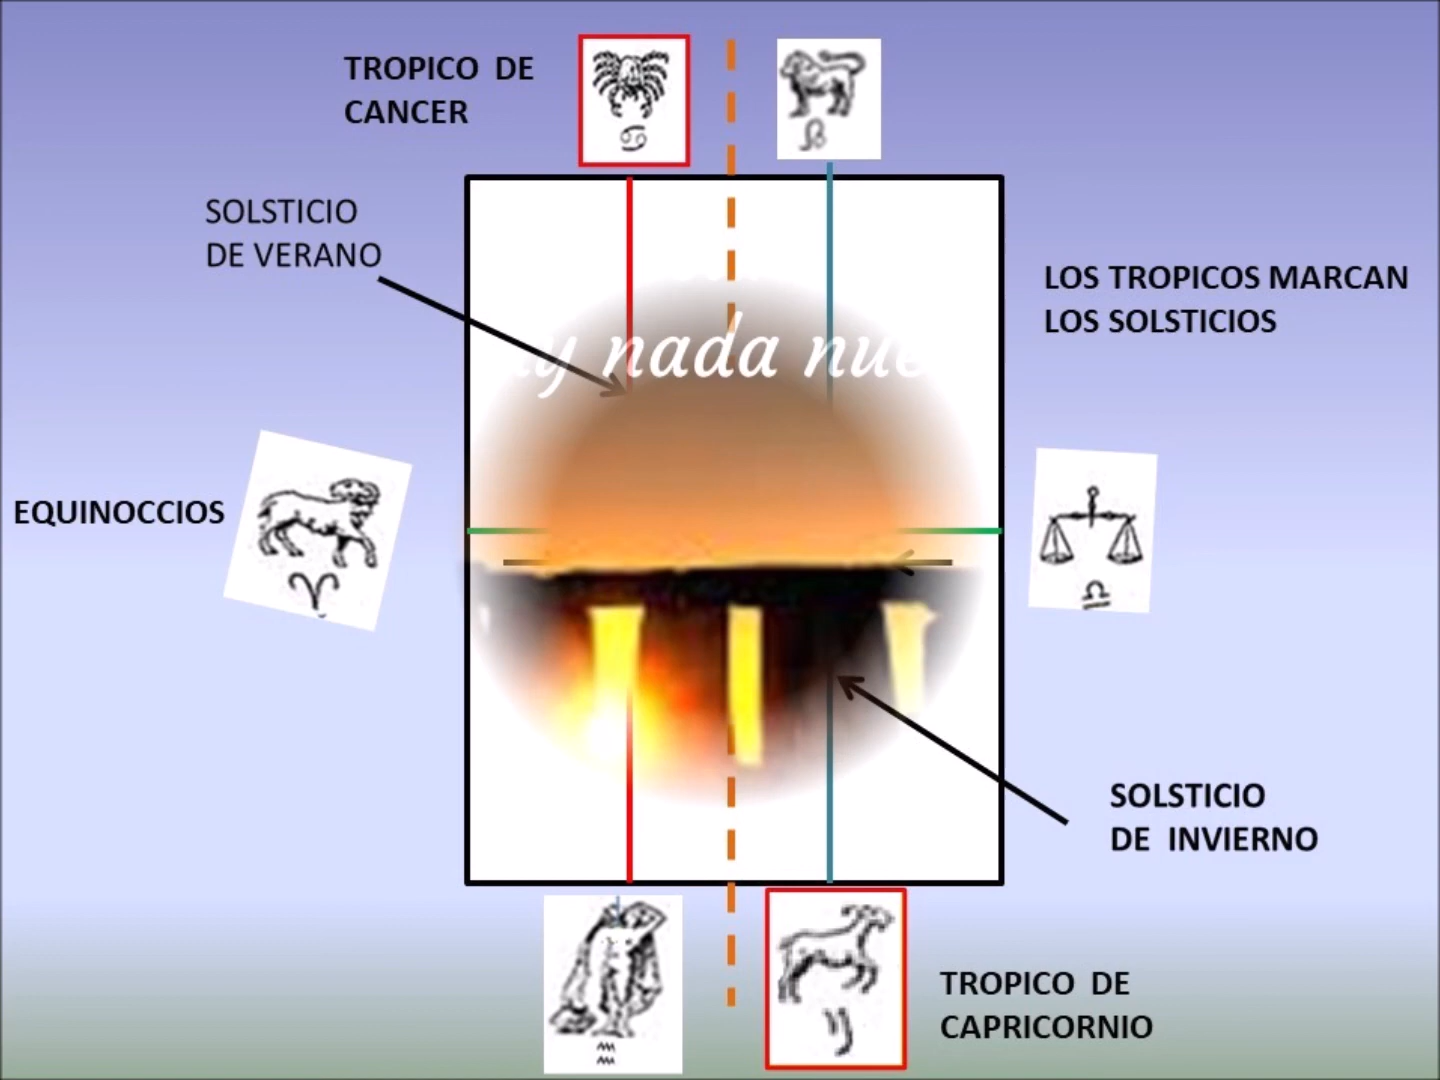 TROPICO DE
CANCER
SOLSTICIO
DE VERANO
LOS TROPICOS MARCAN
LOS SOLSTICIOS
nada
EQUINOCCIOS
SOLSTICIO
DE INVIERNO
TROPICO DE
CAPRICORNIO